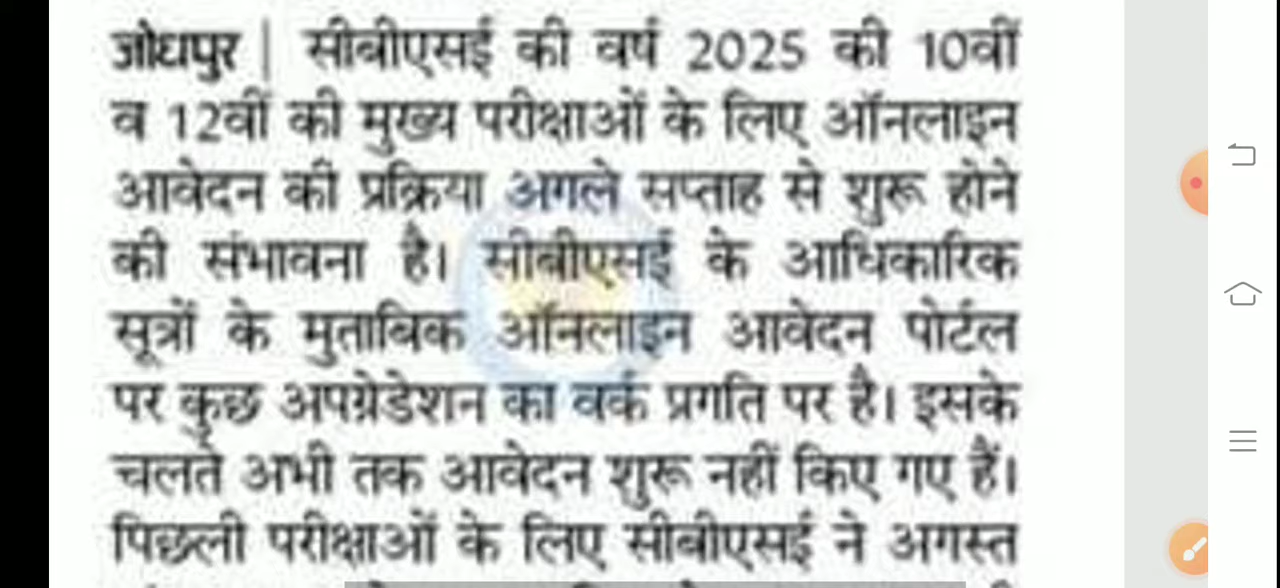 जोधपुर | सीबीएसई की वर्ष 2025 की 10वीं
व 12वीं की मुख्य परीक्षाओं के लिए ऑनलाइन
आवेदन की प्रक्रिया अगले सप्ताह से शुरू होने
की संभावना है। सीबीएसई के आधिकारिक
सूत्रों के मुताबिक ऑनलाइन आवेदन पोर्टल
पर कुछ अपग्रेडेशन का वर्क प्रगति पर है। इसके
चलते अभी तक आवेदन शुरू नहीं किए गए हैं।
पिछली परीक्षाओं के लिए सीबीएसई ने अगस्त